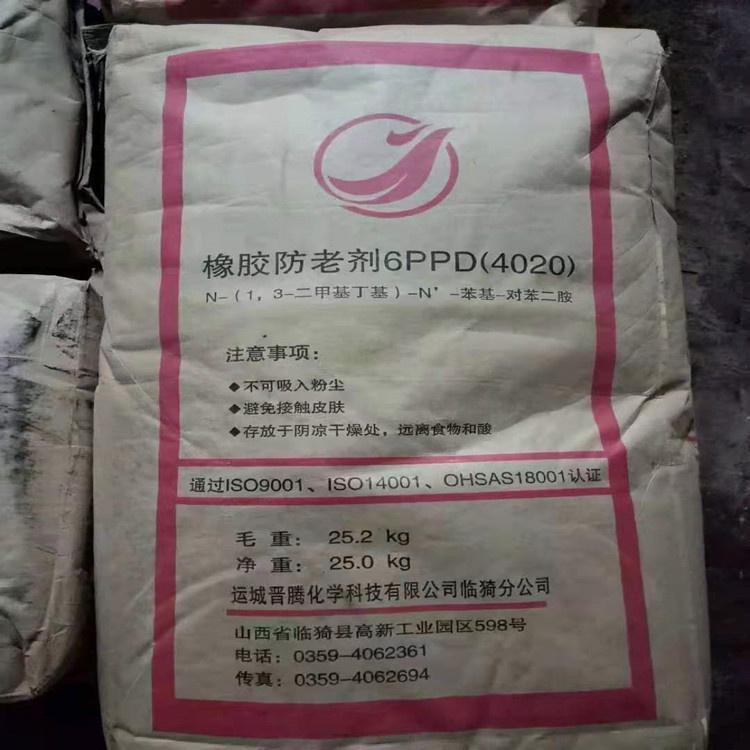 橡胶防老剂6PPD(4020)
N-(1，3-二甲基丁基)-N'-苯基-对苯二胺
注意事项：
◆不可吸入粉尘
◆避免接触皮肤
◆存放于阴凉干燥处，远离食物和酸
通过ISO9001、ISO14001、OHSAS18001认证
毛 重： 25.2 kg
净 重： 25.0 kg
运城晋腾化学科技有限公司临猗分公司
山西省临猗县高新工业园区598号
电话：0359-4062361
传真：0359-4062694